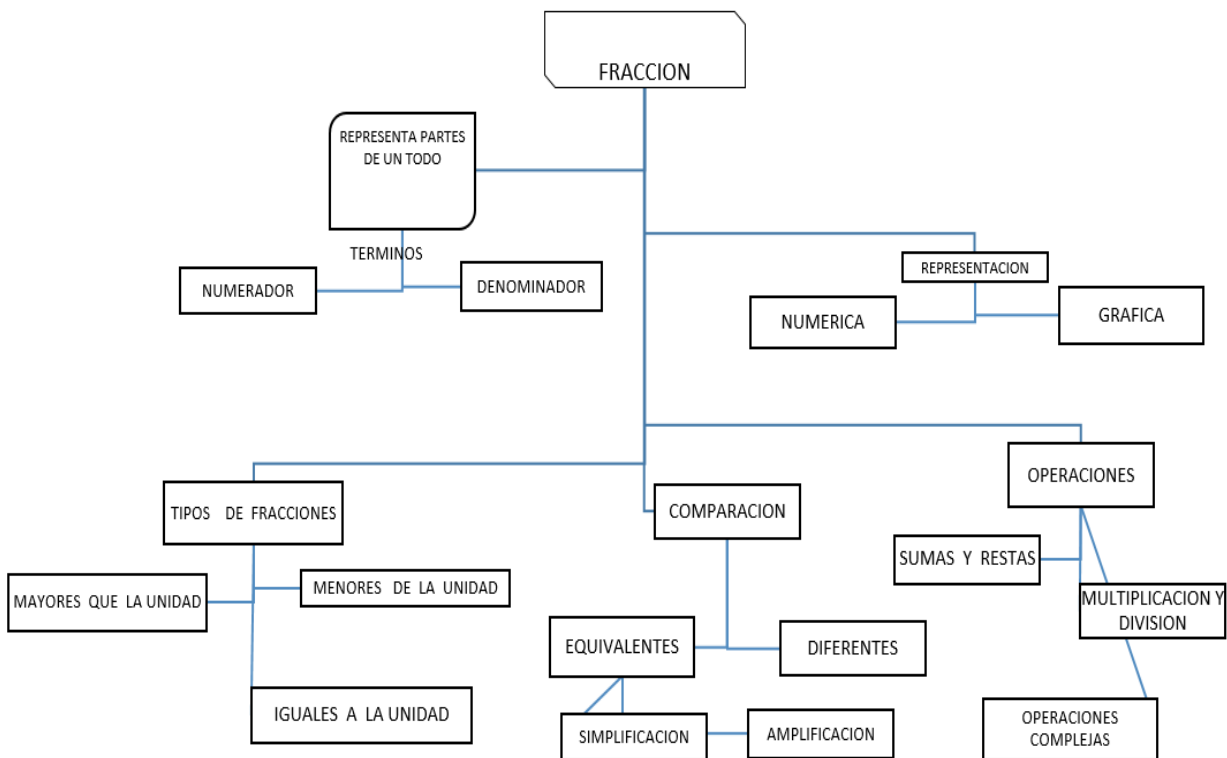 FRACCION
REPRESENTA PARTES
DE UN TODO
TERMINOS
NUMERADOR
DENOMINADOR
REPRESENTACION
NUMERICA
GRAFICA
TIPOS DE FRACCIONES
MAYORES QUE LA UNIDAD
MENORES DE LA UNIDAD
IGUALES A LA UNIDAD
COMPARACION
EQUIVALENTES
DIFERENTES
SIMPLIFICACION
AMPLIFICACION
OPERACIONES
SUMAS Y RESTAS
MULTIPLICACION Y
DIVISION
OPERACIONES
COMPLEJAS